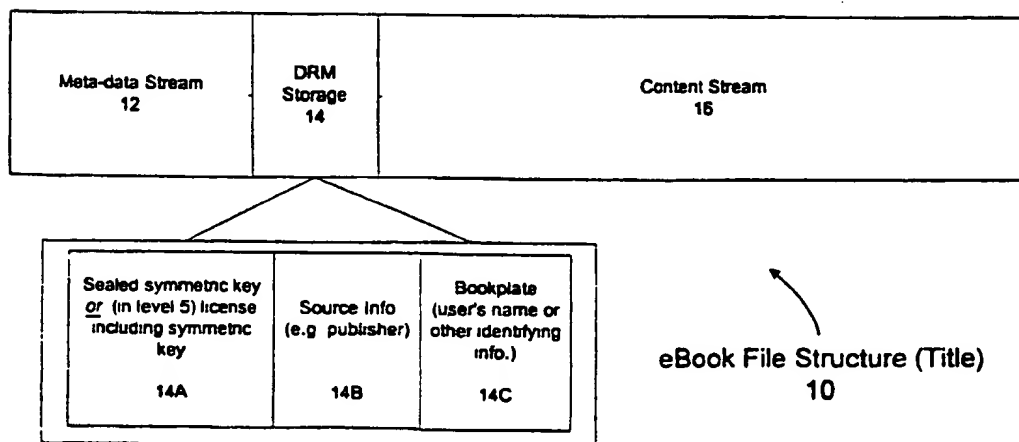 Meta-data Stream
12
DRM
Storage
14
Content Stream
16
Sealed symmetric key
or (in level 5) license
including symmetric
key
14A
Source Info
(e.g publisher)
14B
Bookplate
(user's name or
other identifying
info.)
14C
eBook File Structure (Title)
10